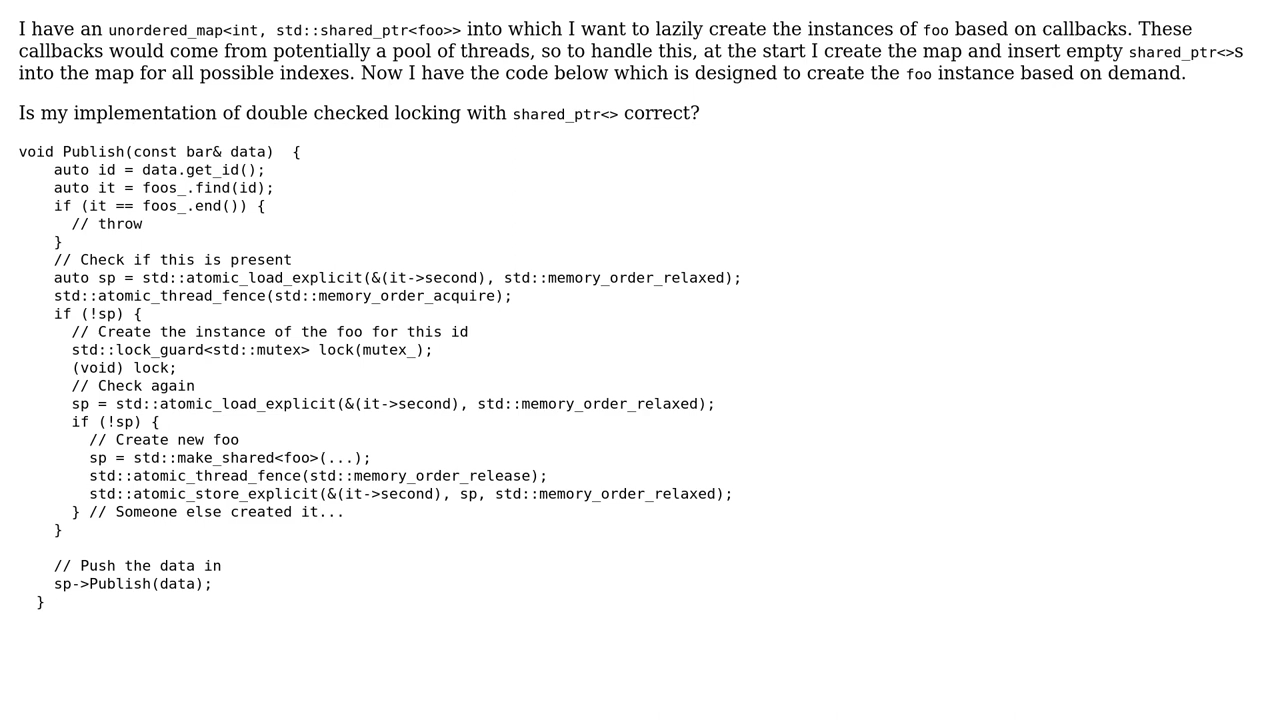 I have an unordered_map<int, std::shared_ptr<foo>> into which I want to lazily create the instances of foo based on callbacks. These
callbacks would come from potentially a pool of threads, so to handle this, at the start I create the map and insert empty shared_ptr<>s
into the map for all possible indexes. Now I have the code below which is designed to create the foo instance based on demand.
Is my implementation of double checked locking with shared_ptr<> correct?
void Publish(const bar& data)  {
    auto id = data.get_id();
    auto it = foos_.find(id);
    if (it == foos_.end()) {
      // throw
    }
    // Check if this is present
    auto sp = std::atomic_load_explicit(&(it->second), std::memory_order_relaxed);
    std::atomic_thread_fence(std::memory_order_acquire);
    if (!sp) {
      // Create the instance of the foo for this id
      std::lock_guard<std::mutex> lock(mutex_);
      (void) lock;
      // Check again
      sp = std::atomic_load_explicit(&(it->second), std::memory_order_relaxed);
      if (!sp) {
        // Create new foo
        sp = std::make_shared<foo>(...);
        std::atomic_thread_fence(std::memory_order_release);
        std::atomic_store_explicit(&(it->second), sp, std::memory_order_relaxed);
      } // Someone else created it...
    }
    // Push the data in
    sp->Publish(data);
  }